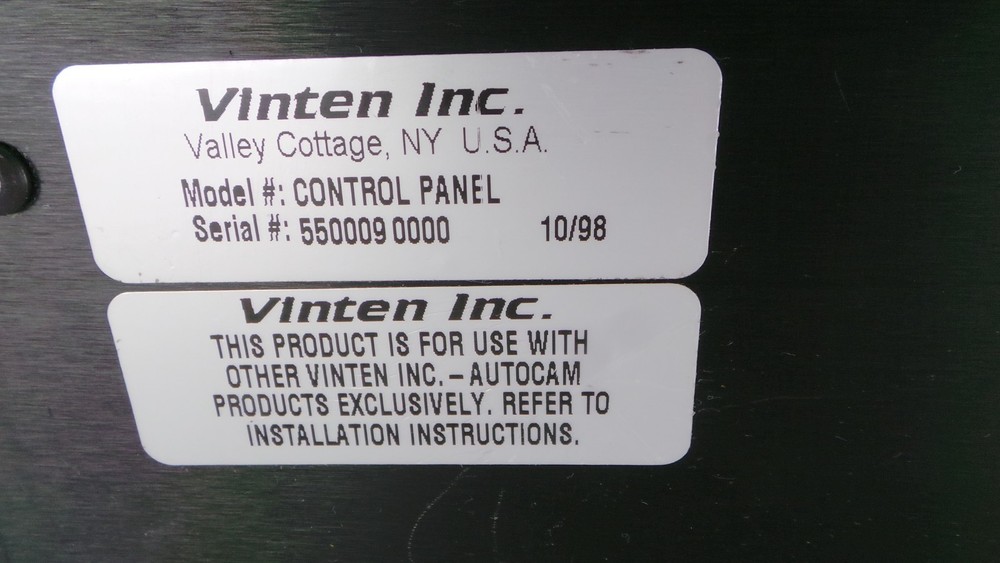 Vinten Inc.
Valley Cottage, NY U.S.A.
Model #: CONTROL PANEL
Serial #: 550009 0000 10/98
Vinten Inc.
THIS PRODUCT IS FOR USE WITH
OTHER VINTEN INC. – AUTOCAM
PRODUCTS EXCLUSIVELY. REFER TO
INSTALLATION INSTRUCTIONS.